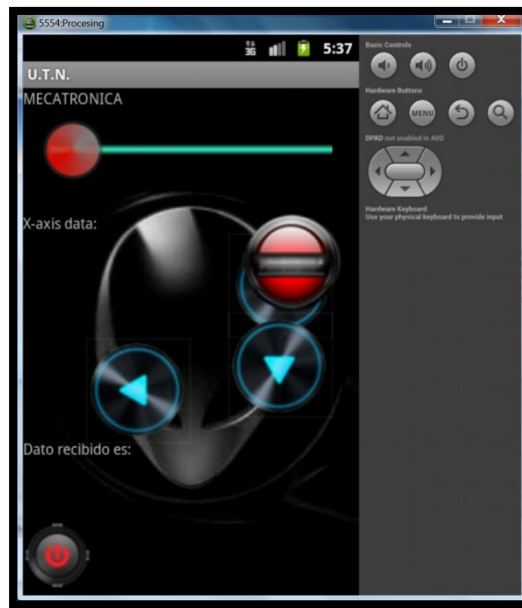 5554:Procesing
3G 5:37
U.T.N.
MECATRONICA
X-axis data:
Dato recibido es:
Basic Controls
Hardware Buttons
MENU
DPAD not enabled in AVD
Hardware Keyboard
Use your physical keyboard to provide input